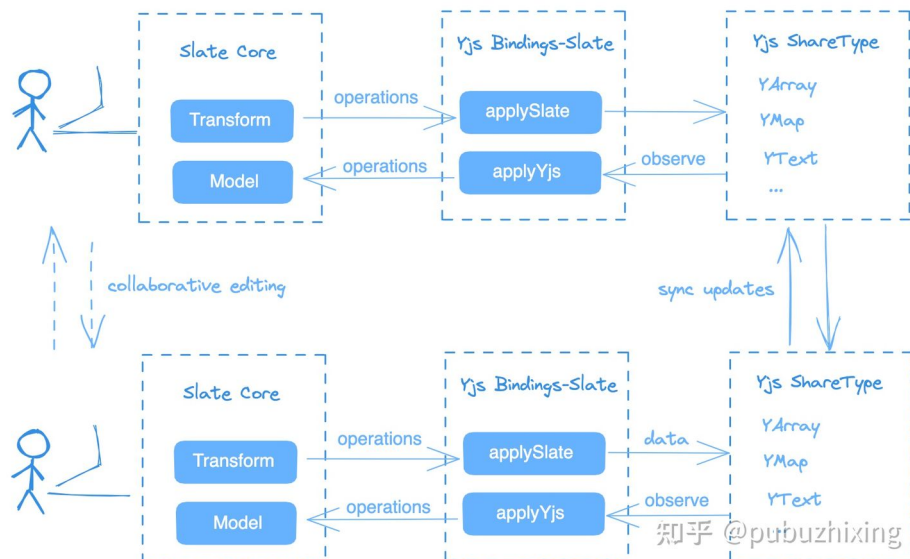 Slate Core
Yjs Bindings-Slate
Yjs ShareType
Transform
operations
applySlate
YArray
YMap
Model
operations
applyYjs
observe
YText
...
collaborative editing
sync updates
Slate Core
Yjs Bindings-Slate
Yjs ShareType
Transform
operations
applySlate
data
YArray
YMap
Model
operations
applyYjs
observe
YText
知乎 @pubuzhixing